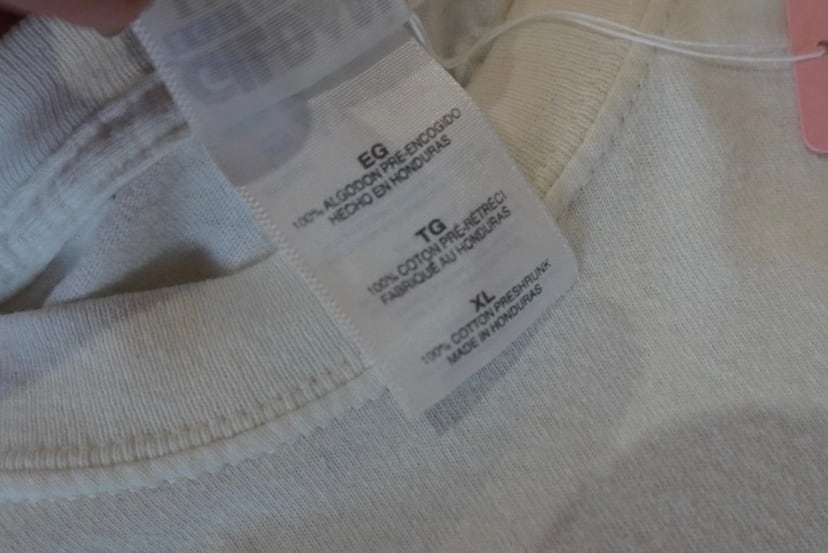 EG
100% ALGODON PRE-ENCOGIDO
HECHO EN HONDURAS
TG
100% COTON PRÉ-RÉTRÉCI
FABRIQUÉ AU HONDURAS
XL
100% COTTON PRESHRUNK
MADE IN HONDURAS